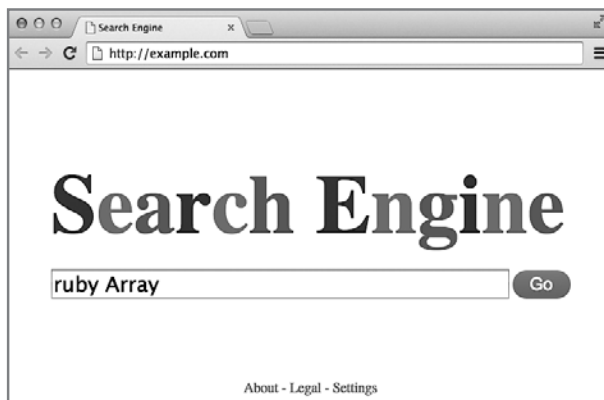 Search Engine x
http://example.com
Search Engine
ruby Array Go
About - Legal - Settings